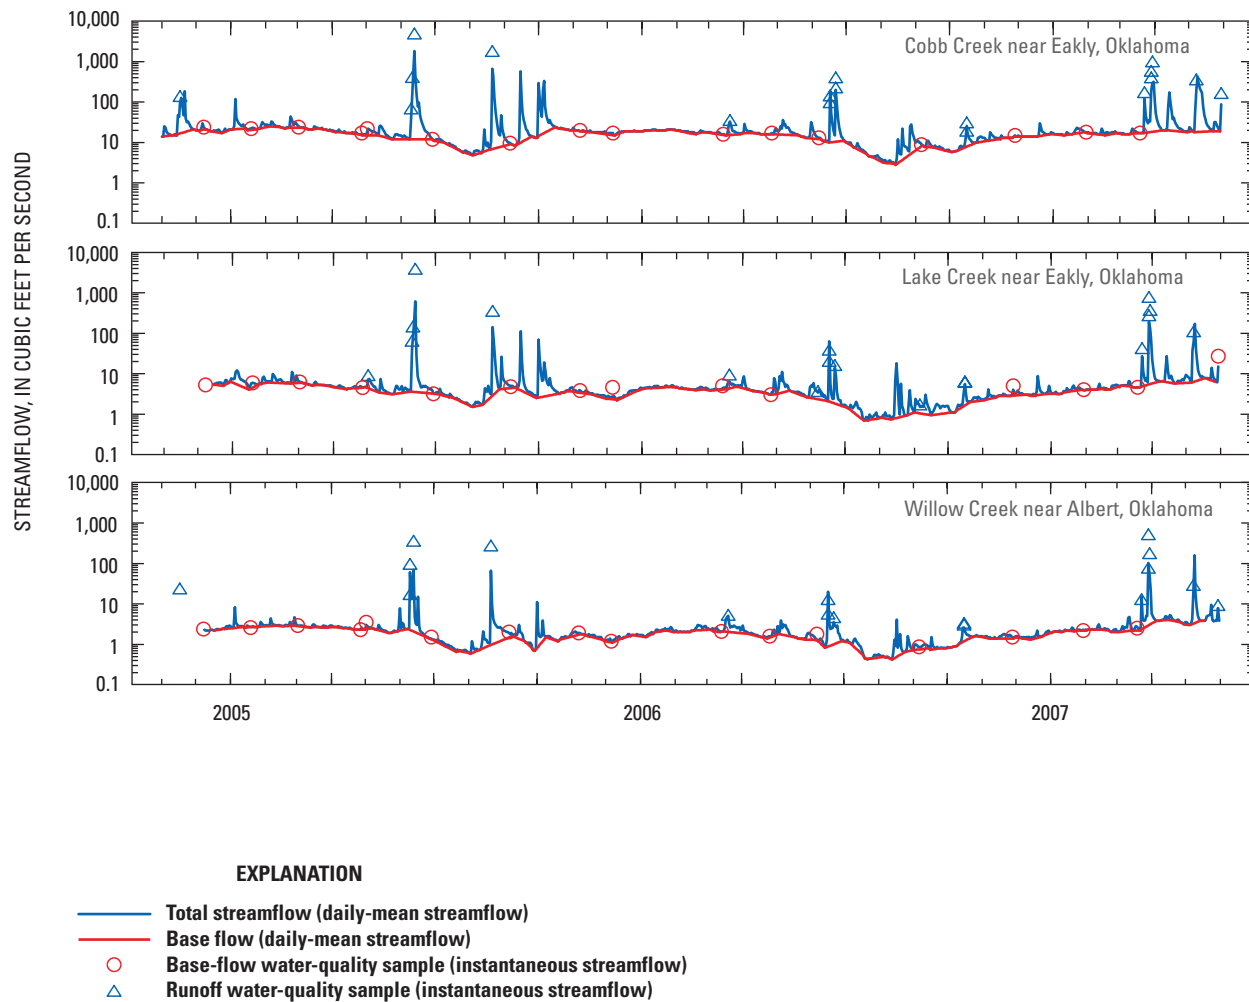 STREAMFLOW, IN CUBIC FEET PER SECOND
10,000
1,000
100
10
1
0.1
Cobb Creek near Eakly, Oklahoma
10,000
1,000
100
10
1
0.1
Lake Creek near Eakly, Oklahoma
10,000
1,000
100
10
1
0.1
Willow Creek near Albert, Oklahoma
2005 2006 2007
EXPLANATION
Total streamflow (daily-mean streamflow)
Base flow (daily-mean streamflow)
Base-flow water-quality sample (instantaneous streamflow)
Runoff water-quality sample (instantaneous streamflow)